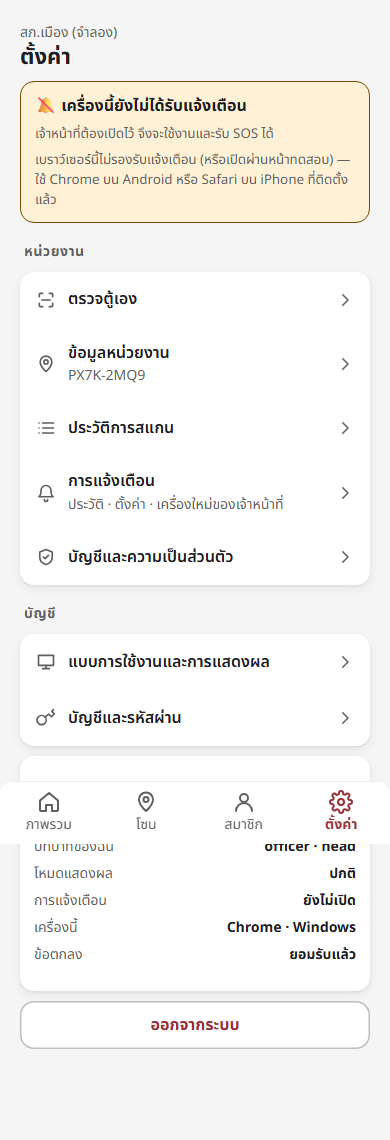 สภ.เมือง (จำลอง)
ตั้งค่า
เครื่องนี้ยังไม่ได้รับแจ้งเตือน
เจ้าหน้าที่ต้องเปิดไว้ จึงจะใช้งานและรับ SOS ได้
เบราว์เซอร์นี้ไม่รองรับแจ้งเตือน (หรือเปิดผ่านหน้าทดสอบ) —
ใช้ Chrome บน Android หรือ Safari บน iPhone ที่ติดตั้ง
แล้ว
หน่วยงาน
ตรวจตู้เอง
ข้อมูลหน่วยงาน
PX7K-2MQ9
ประวัติการสแกน
การแจ้งเตือน
ประวัติ · ตั้งค่า · เครื่องใหม่ของเจ้าหน้าที่
บัญชีและความเป็นส่วนตัว
บัญชี
แบบการใช้งานและการแสดงผล
บัญชีและรหัสผ่าน
ภาพรวม โซน สมาชิก ตั้งค่า
บทบาทของฉัน officer · head
โหมดแสดงผล ปกติ
การแจ้งเตือน ยังไม่เปิด
เครื่องนี้ Chrome · Windows
ข้อตกลง ยอมรับแล้ว
ออกจากระบบ